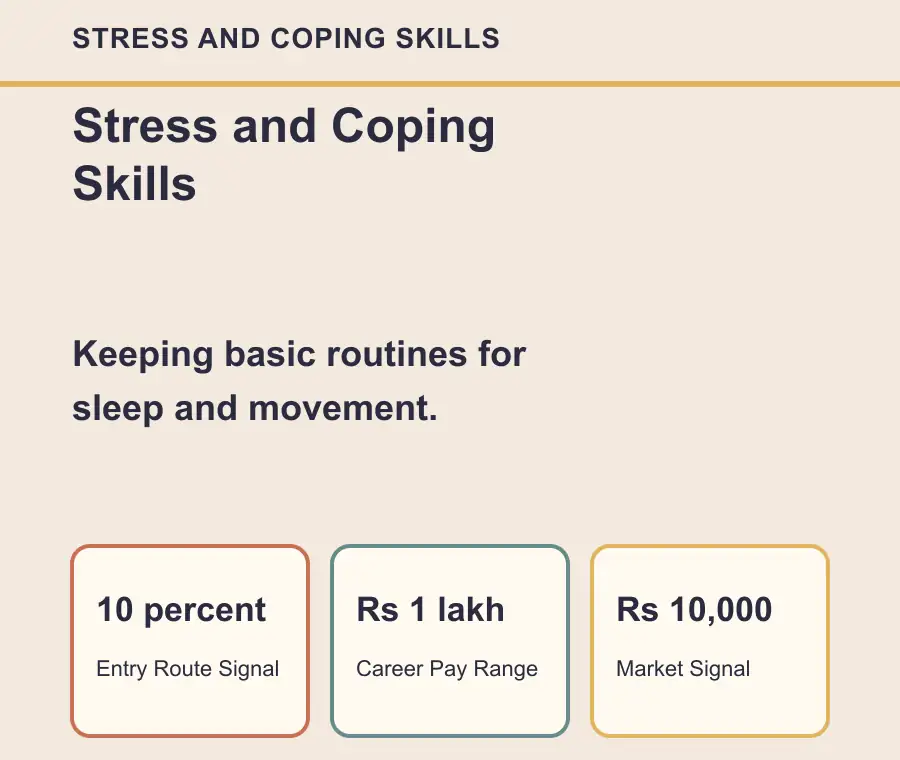 STRESS AND COPING SKILLS
Stress and Coping
Skills
Keeping basic routines for
sleep and movement.
10 percent
Entry Route Signal
Rs 1 lakh
Career Pay Range
Rs 10,000
Market Signal